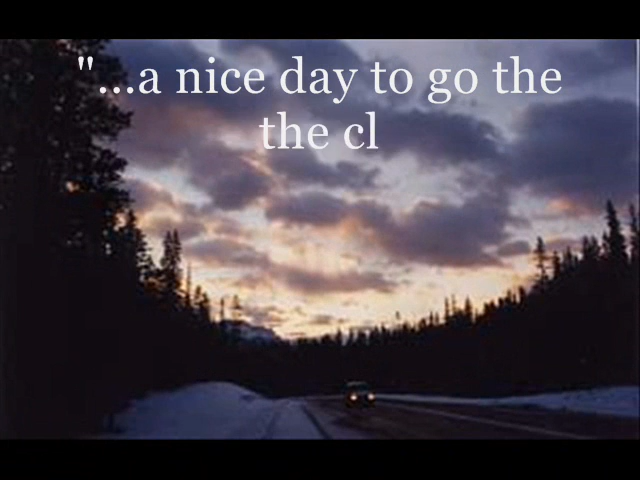 "...a nice day to go the
the cl